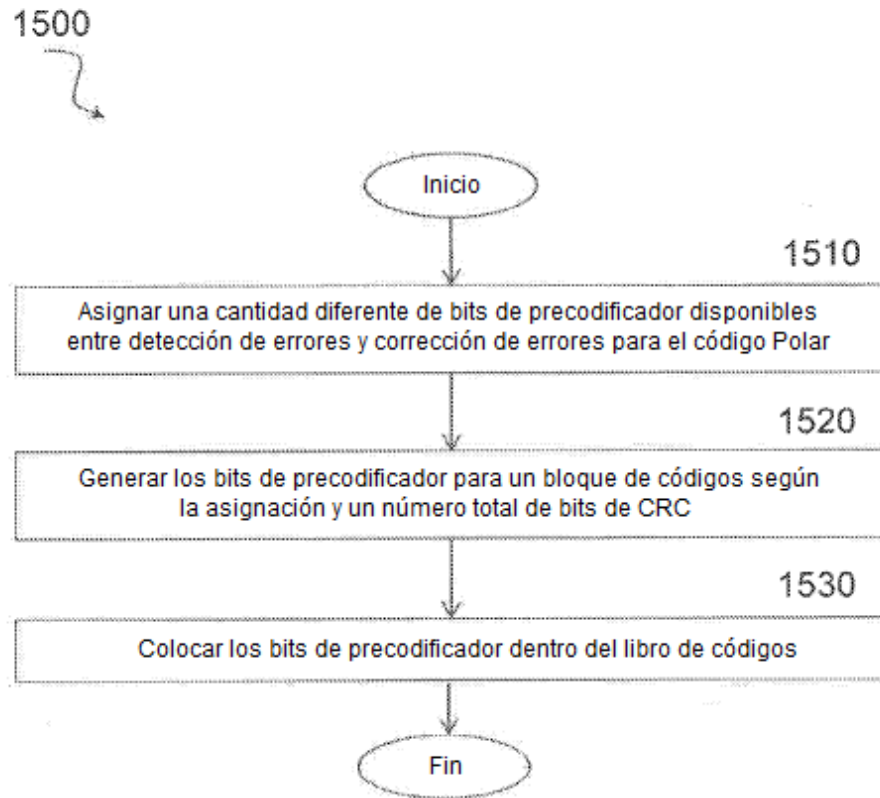 1500
Inicio
1510
Asignar una cantidad diferente de bits de precodificador disponibles
entre detección de errores y corrección de errores para el código Polar
1520
Generar los bits de precodificador para un bloque de códigos según
la asignación y un número total de bits de CRC
1530
Colocar los bits de precodificador dentro del libro de códigos
Fin